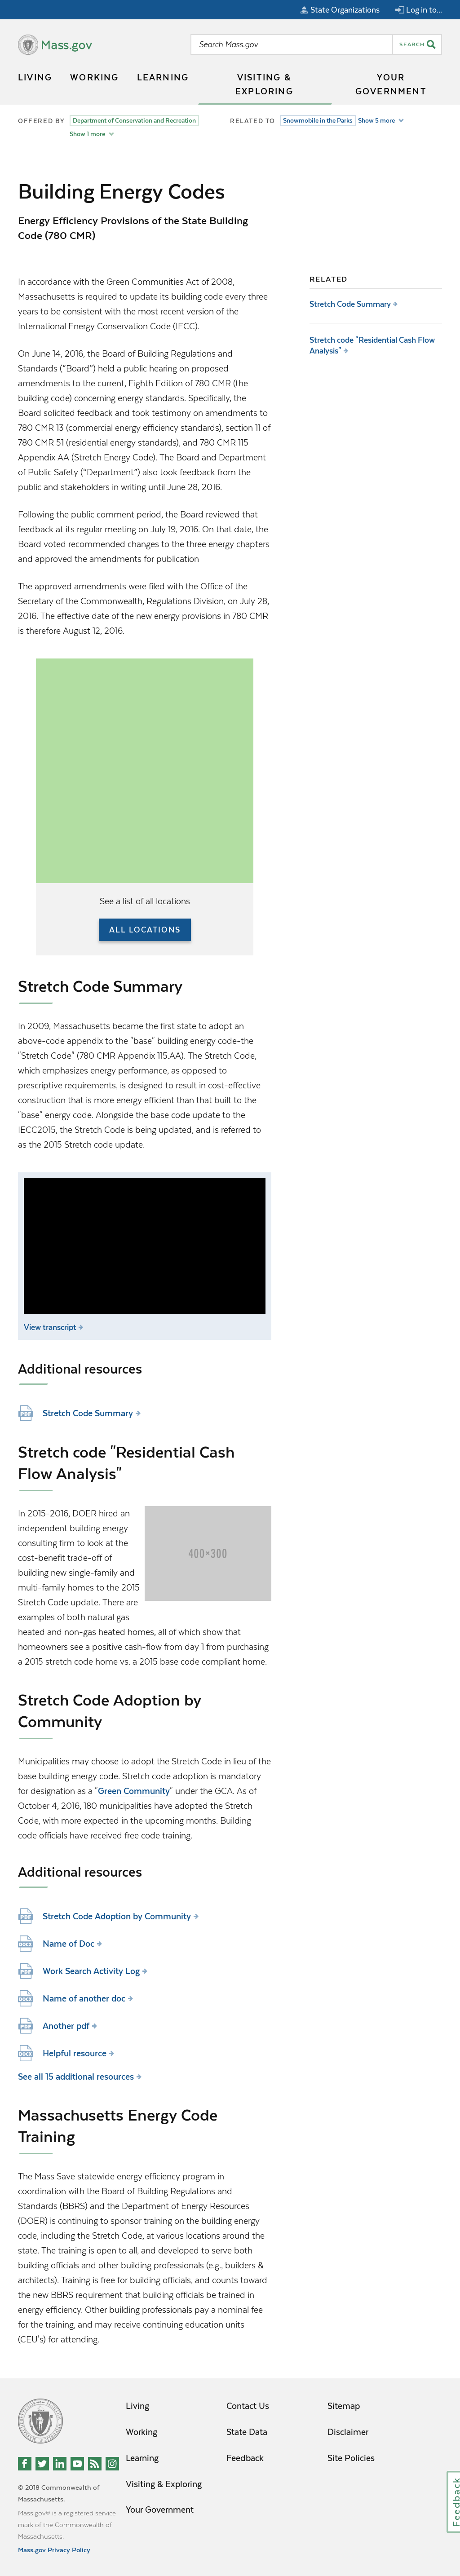 State Organizations
Log in to...
Mass.gov
Search Mass.gov
SEARCH
LIVING
WORKING
LEARNING
VISITING &
EXPLORING
YOUR
GOVERNMENT
OFFERED BY
Department of Conservation and Recreation
Show 1 more
RELATED TO
Snowmobile in the Parks
Show 5 more
Building Energy Codes
Energy Efficiency Provisions of the State Building
Code (780 CMR)
In accordance with the Green Communities Act of 2008,
Massachusetts is required to update its building code every three
years to be consistent with the most recent version of the
International Energy Conservation Code (IECC).
On June 14, 2016, the Board of Building Regulations and
Standards ("Board") held a public hearing on proposed
amendments to the current, Eighth Edition of 780 CMR (the
building code) concerning energy standards. Specifically, the
Board solicited feedback and took testimony on amendments to
780 CMR 13 (commercial energy efficiency standards), section 11 of
780 CMR 51 (residential energy standards), and 780 CMR 115
Appendix AA (Stretch Energy Code). The Board and Department
of Public Safety ("Department") also took feedback from the
public and stakeholders in writing until June 28, 2016.
Following the public comment period, the Board reviewed that
feedback at its regular meeting on July 19, 2016. On that date, the
Board voted recommended changes to the three energy chapters
and approved the amendments for publication
The approved amendments were filed with the Office of the
Secretary of the Commonwealth, Regulations Division, on July 28,
2016. The effective date of the new energy provisions in 780 CMR
is therefore August 12, 2016.
RELATED
Stretch Code Summary
Stretch code "Residential Cash Flow
Analysis"
See a list of all locations
ALL LOCATIONS
Stretch Code Summary
In 2009, Massachusetts became the first state to adopt an
above-code appendix to the "base" building energy code-the
"Stretch Code" (780 CMR Appendix 115.AA). The Stretch Code,
which emphasizes energy performance, as opposed to
prescriptive requirements, is designed to result in cost-effective
construction that is more energy efficient than that built to the
"base" energy code. Alongside the base code update to the
IECC2015, the Stretch Code is being updated, and is referred to
as the 2015 Stretch code update.
View transcript
Additional resources
PDF
Stretch Code Summary
Stretch code "Residential Cash
Flow Analysis"
In 2015-2016, DOER hired an
independent building energy
consulting firm to look at the
cost-benefit trade-off of
building new single-family and
multi-family homes to the 2015
Stretch Code update. There are
examples of both natural gas
heated and non-gas heated homes, all of which show that
homeowners see a positive cash-flow from day 1 from purchasing
a 2015 stretch code home vs. a 2015 base code compliant home.
400×300
Stretch Code Adoption by
Community
Municipalities may choose to adopt the Stretch Code in lieu of the
base building energy code. Stretch code adoption is mandatory
for designation as a "Green Community" under the GCA. As of
October 4, 2016, 180 municipalities have adopted the Stretch
Code, with more expected in the upcoming months. Building
code officials have received free code training.
Additional resources
PDF
Stretch Code Adoption by Community
DOCX
Name of Doc
PDF
Work Search Activity Log
DOCX
Name of another doc
PDF
Another pdf
DOCX
Helpful resource
See all 15 additional resources
Massachusetts Energy Code
Training
The Mass Save statewide energy efficiency program in
coordination with the Board of Building Regulations and
Standards (BBRS) and the Department of Energy Resources
(DOER) is continuing to sponsor training on the building energy
code, including the Stretch Code, at various locations around the
state. The training is open to all, and developed to serve both
building officials and other building professionals (e.g., builders &
architects). Training is free for building officials, and counts toward
the new BBRS requirement that building officials be trained in
energy efficiency. Other building professionals pay a nominal fee
for the training, and may receive continuing education units
(CEU's) for attending.
Living
Working
Learning
Visiting & Exploring
Your Government
Contact Us
State Data
Feedback
Sitemap
Disclaimer
Site Policies
© 2018 Commonwealth of
Massachusetts.
Mass.gov® is a registered service
mark of the Commonwealth of
Massachusetts.
Mass.gov Privacy Policy
Feedback